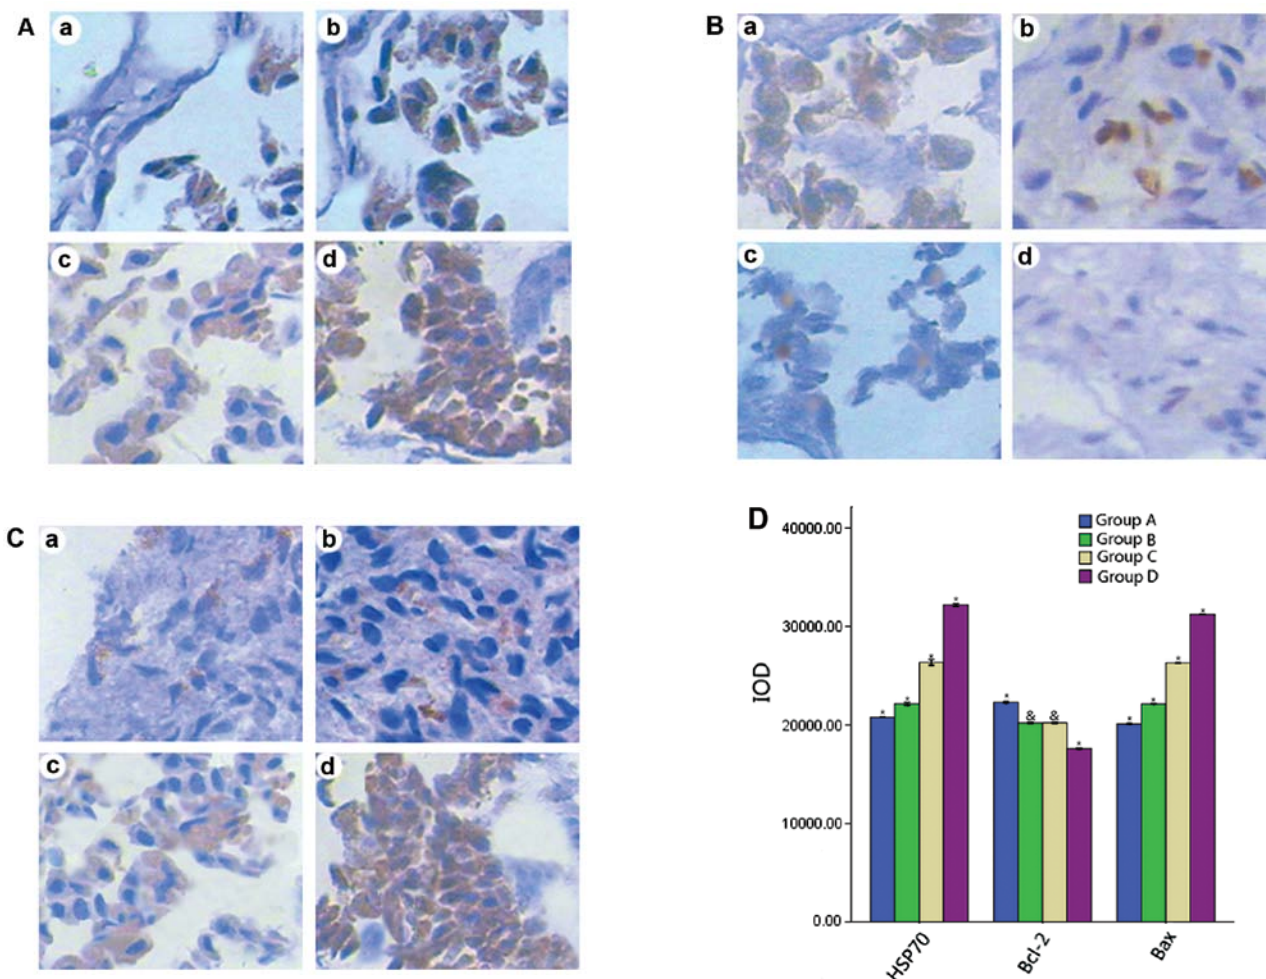 A
a
b
c
d
B
a
b
c
d
C
a
b
c
d
D
40000.00
30000.00
20000.00
10000.00
0.00
IOD
Group A
Group B
Group C
Group D
* * * *
* & & *
* * * *
HSP70
Bcl-2
Bax